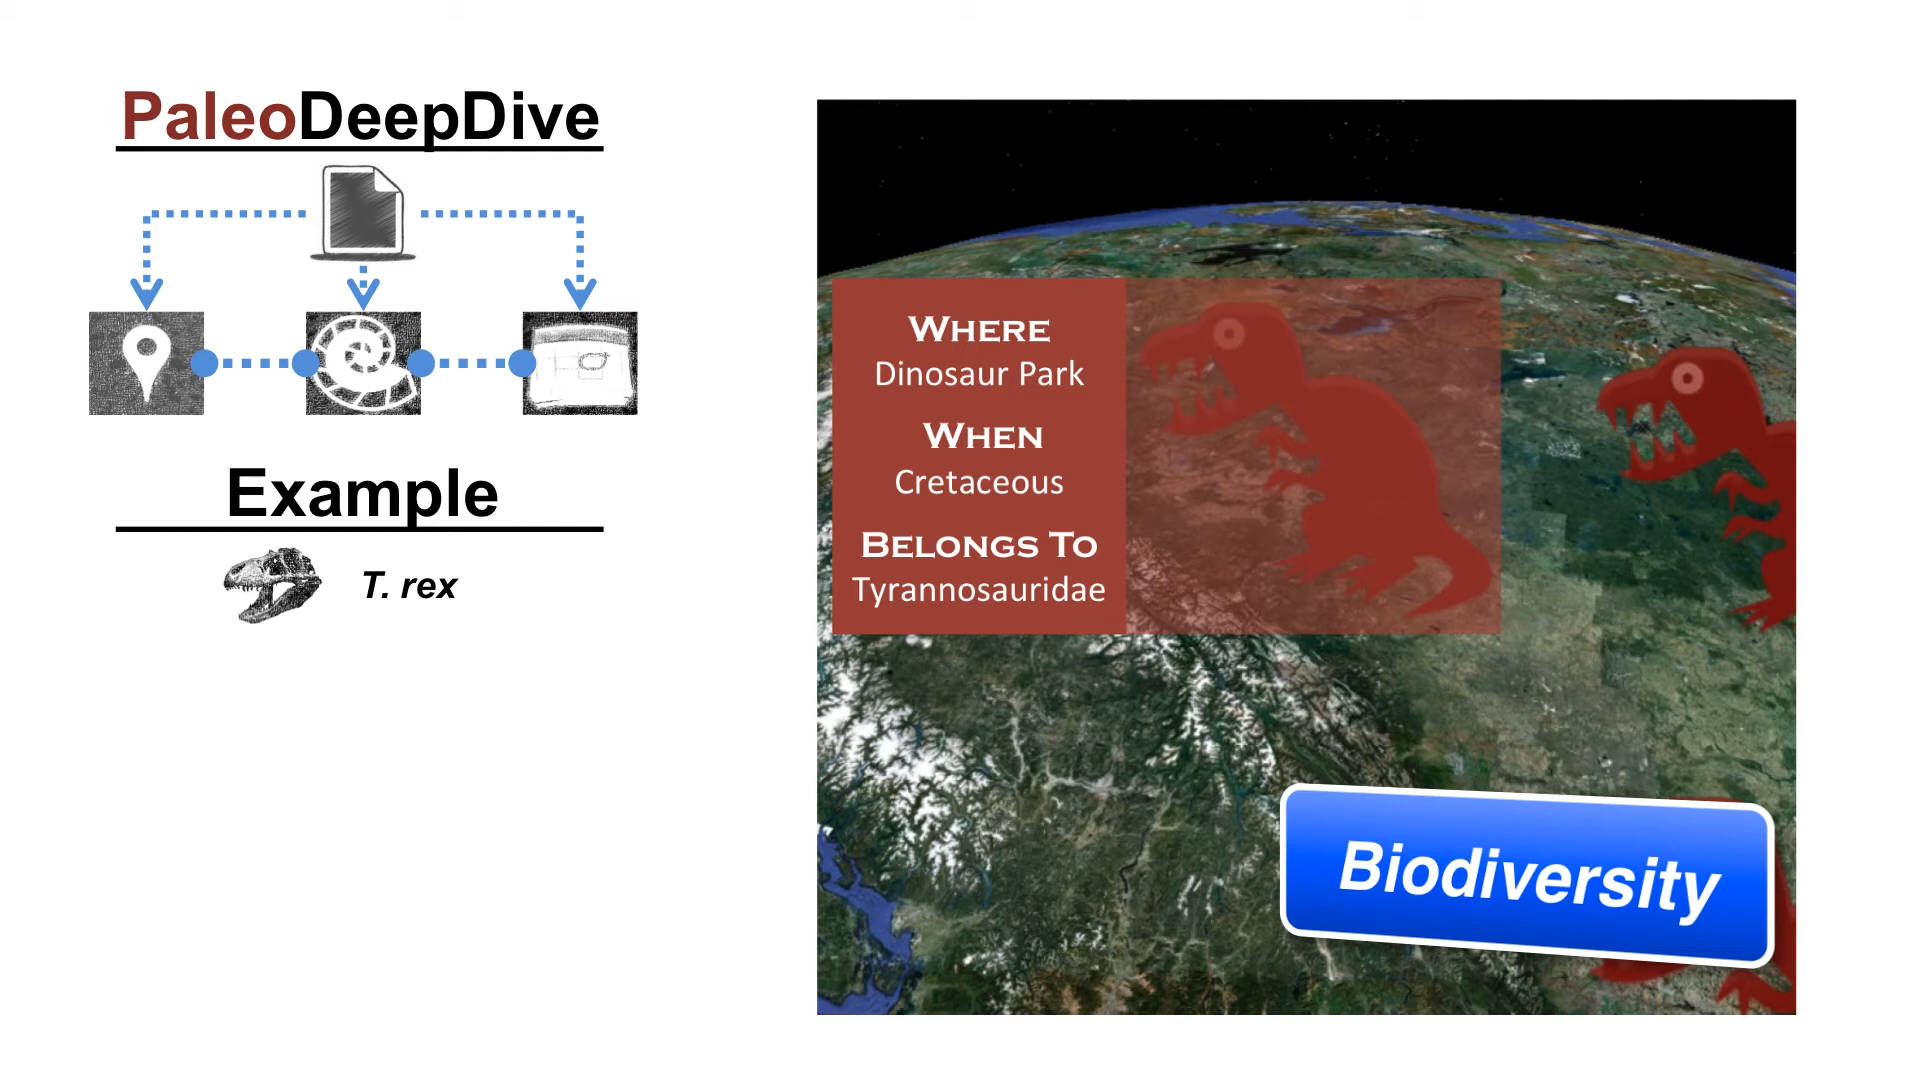 PaleoDeepDive
Example
T. rex
WHERE
Dinosaur Park
WHEN
Cretaceous
BELONGS TO
Tyrannosauridae
Biodiversity